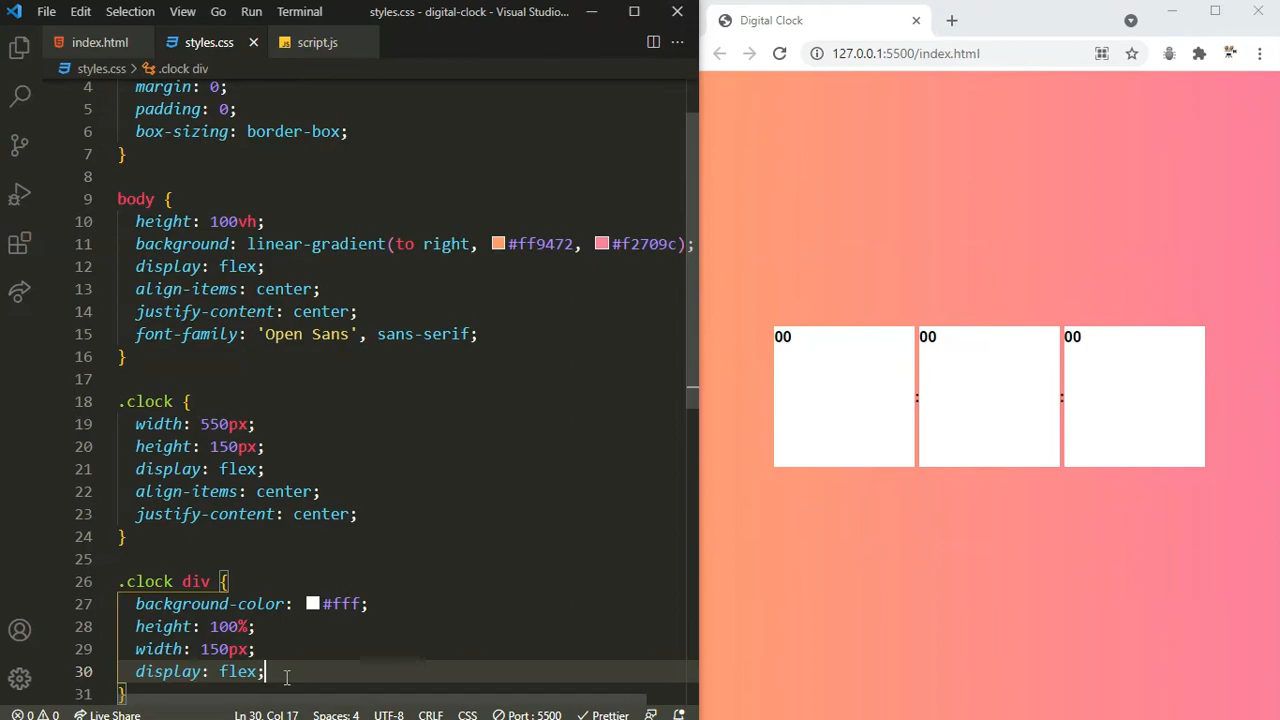 File Edit Selection View Go Run Terminal styles.css - digital-clock - Visual Studio...
index.html styles.css script.js
styles.css > .clock div
4 margin: 0;
5 padding: 0;
6 box-sizing: border-box;
7 }
8
9 body {
10 height: 100vh;
11 background: linear-gradient(to right, #ff9472, #f2709c);
12 display: flex;
13 align-items: center;
14 justify-content: center;
15 font-family: 'Open Sans', sans-serif;
16 }
17
18 .clock {
19 width: 550px;
20 height: 150px;
21 display: flex;
22 align-items: center;
23 justify-content: center;
24 }
25
26 .clock div {
27 background-color: #fff;
28 height: 100%;
29 width: 150px;
30 display: flex;
31 }
0 0 Live Share Ln 30, Col 17 Spaces: 4 UTF-8 CRLF CSS Port : 5500 Prettier
Digital Clock
127.0.0.1:5500/index.html
00 00 00
: :